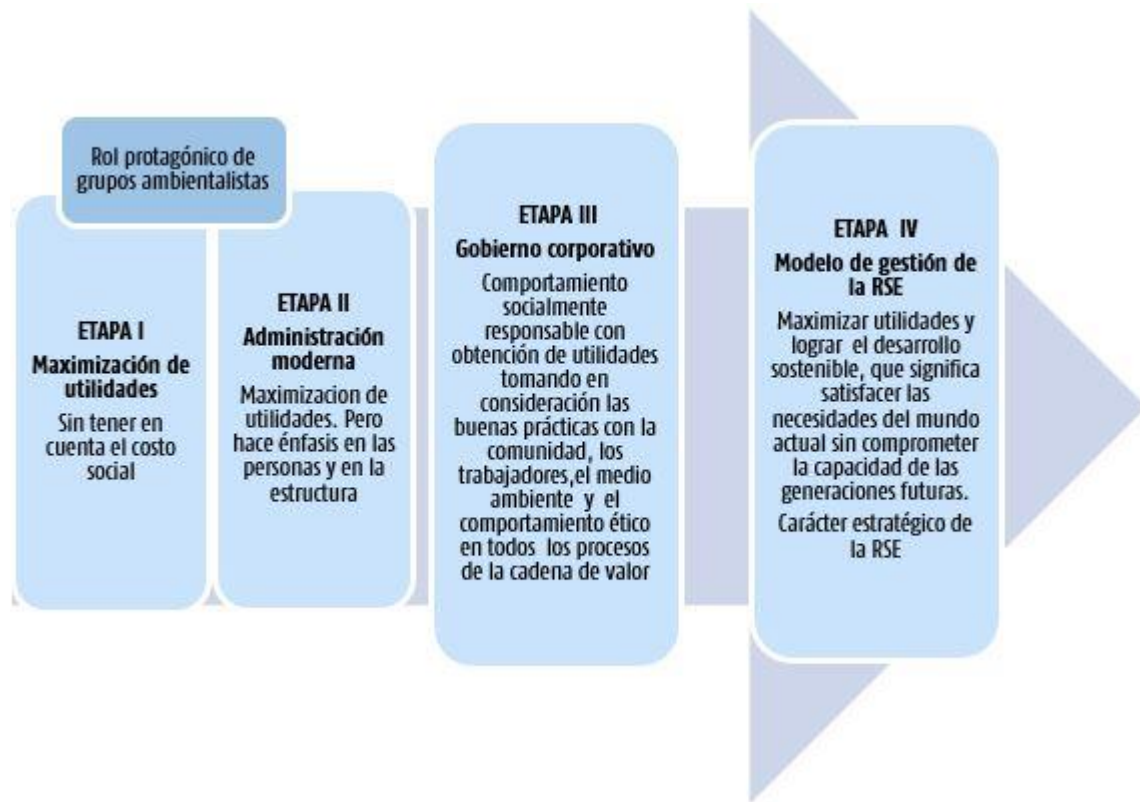 Rol protagónico de
grupos ambientalistas
ETAPA I
Maximización de
utilidades
Sin tener en
cuenta el costo
social
ETAPA II
Administración
moderna
Maximizacion de
utilidades. Pero
hace énfasis en las
personas y en la
estructura
ETAPA III
Gobierno corporativo
Comportamiento
socialmente
responsable con
obtención de utilidades
tomando en
consideración las
buenas prácticas con la
comunidad, los
trabajadores,el medio
ambiente y el
comportamiento ético
en todos los procesos
de la cadena de valor
ETAPA IV
Modelo de gestión de
la RSE
Maximizar utilidades y
lograr el desarrollo
sostenible, que significa
satisfacer las
necesidades del mundo
actual sin comprometer
la capacidad de las
generaciones futuras.
Carácter estratégico de
la RSE